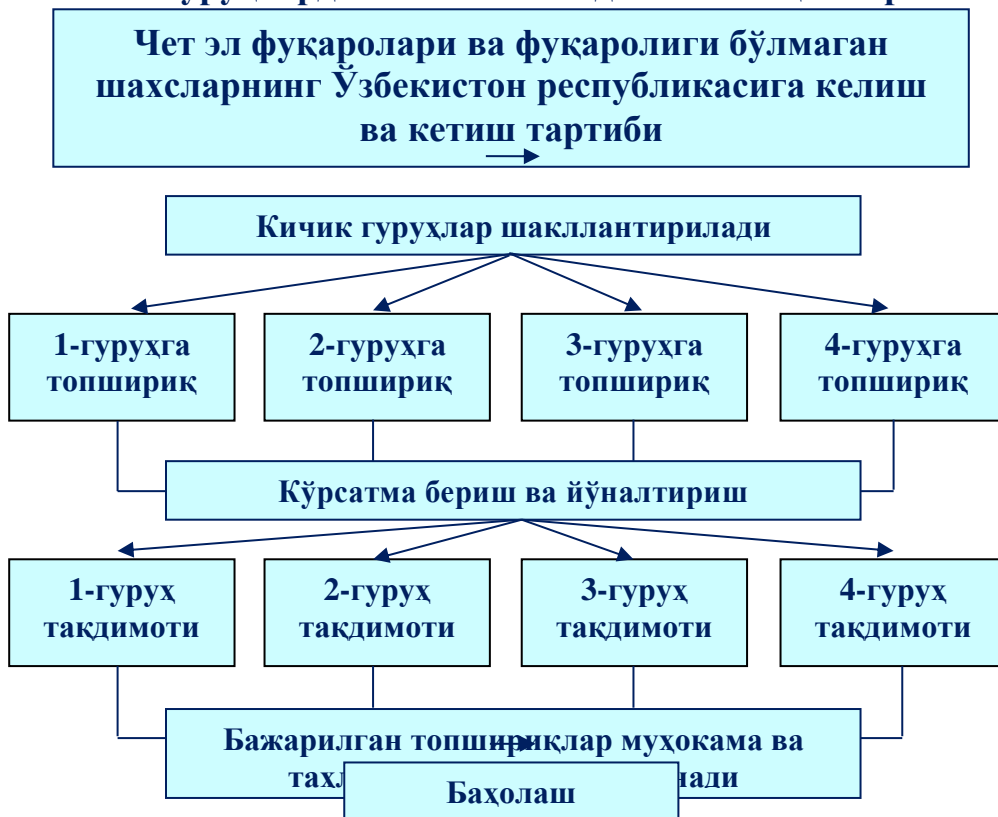 Чет эл фуқаролари ва фуқаролиги бўлмаган
шахсларнинг Ўзбекистон республикасига келиш
ва кетиш тартиби
Кичик гуруҳлар шакллантирилади
1-гуруҳга
топшириқ
2-гуруҳга
топшириқ
3-гуруҳга
топшириқ
4-гуруҳга
топшириқ
Кўрсатма бериш ва йўналтириш
1-гуруҳ
тақдимоти
2-гуруҳ
тақдимоти
3-гуруҳ
тақдимоти
4-гуруҳ
тақдимоти
Бажарилган топшириқлар муҳокама ва
Баҳолаш